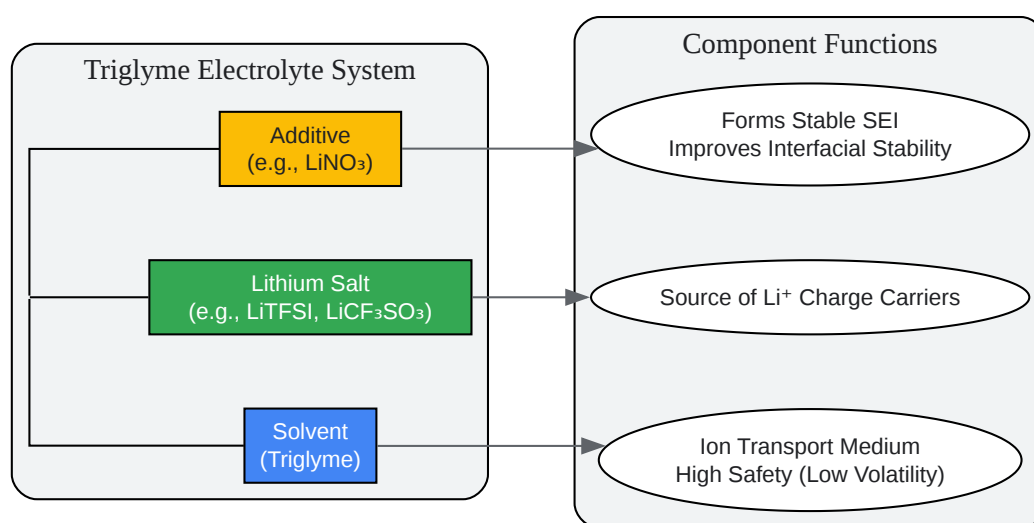 Triglyme Electrolyte System
Additive
(e.g., LiNO₃)
Lithium Salt
(e.g., LiTFSI, LiCF₃SO₃)
Solvent
(Triglyme)
Component Functions
Forms Stable SEI
Improves Interfacial Stability
Source of Li⁺ Charge Carriers
Ion Transport Medium
High Safety (Low Volatility)